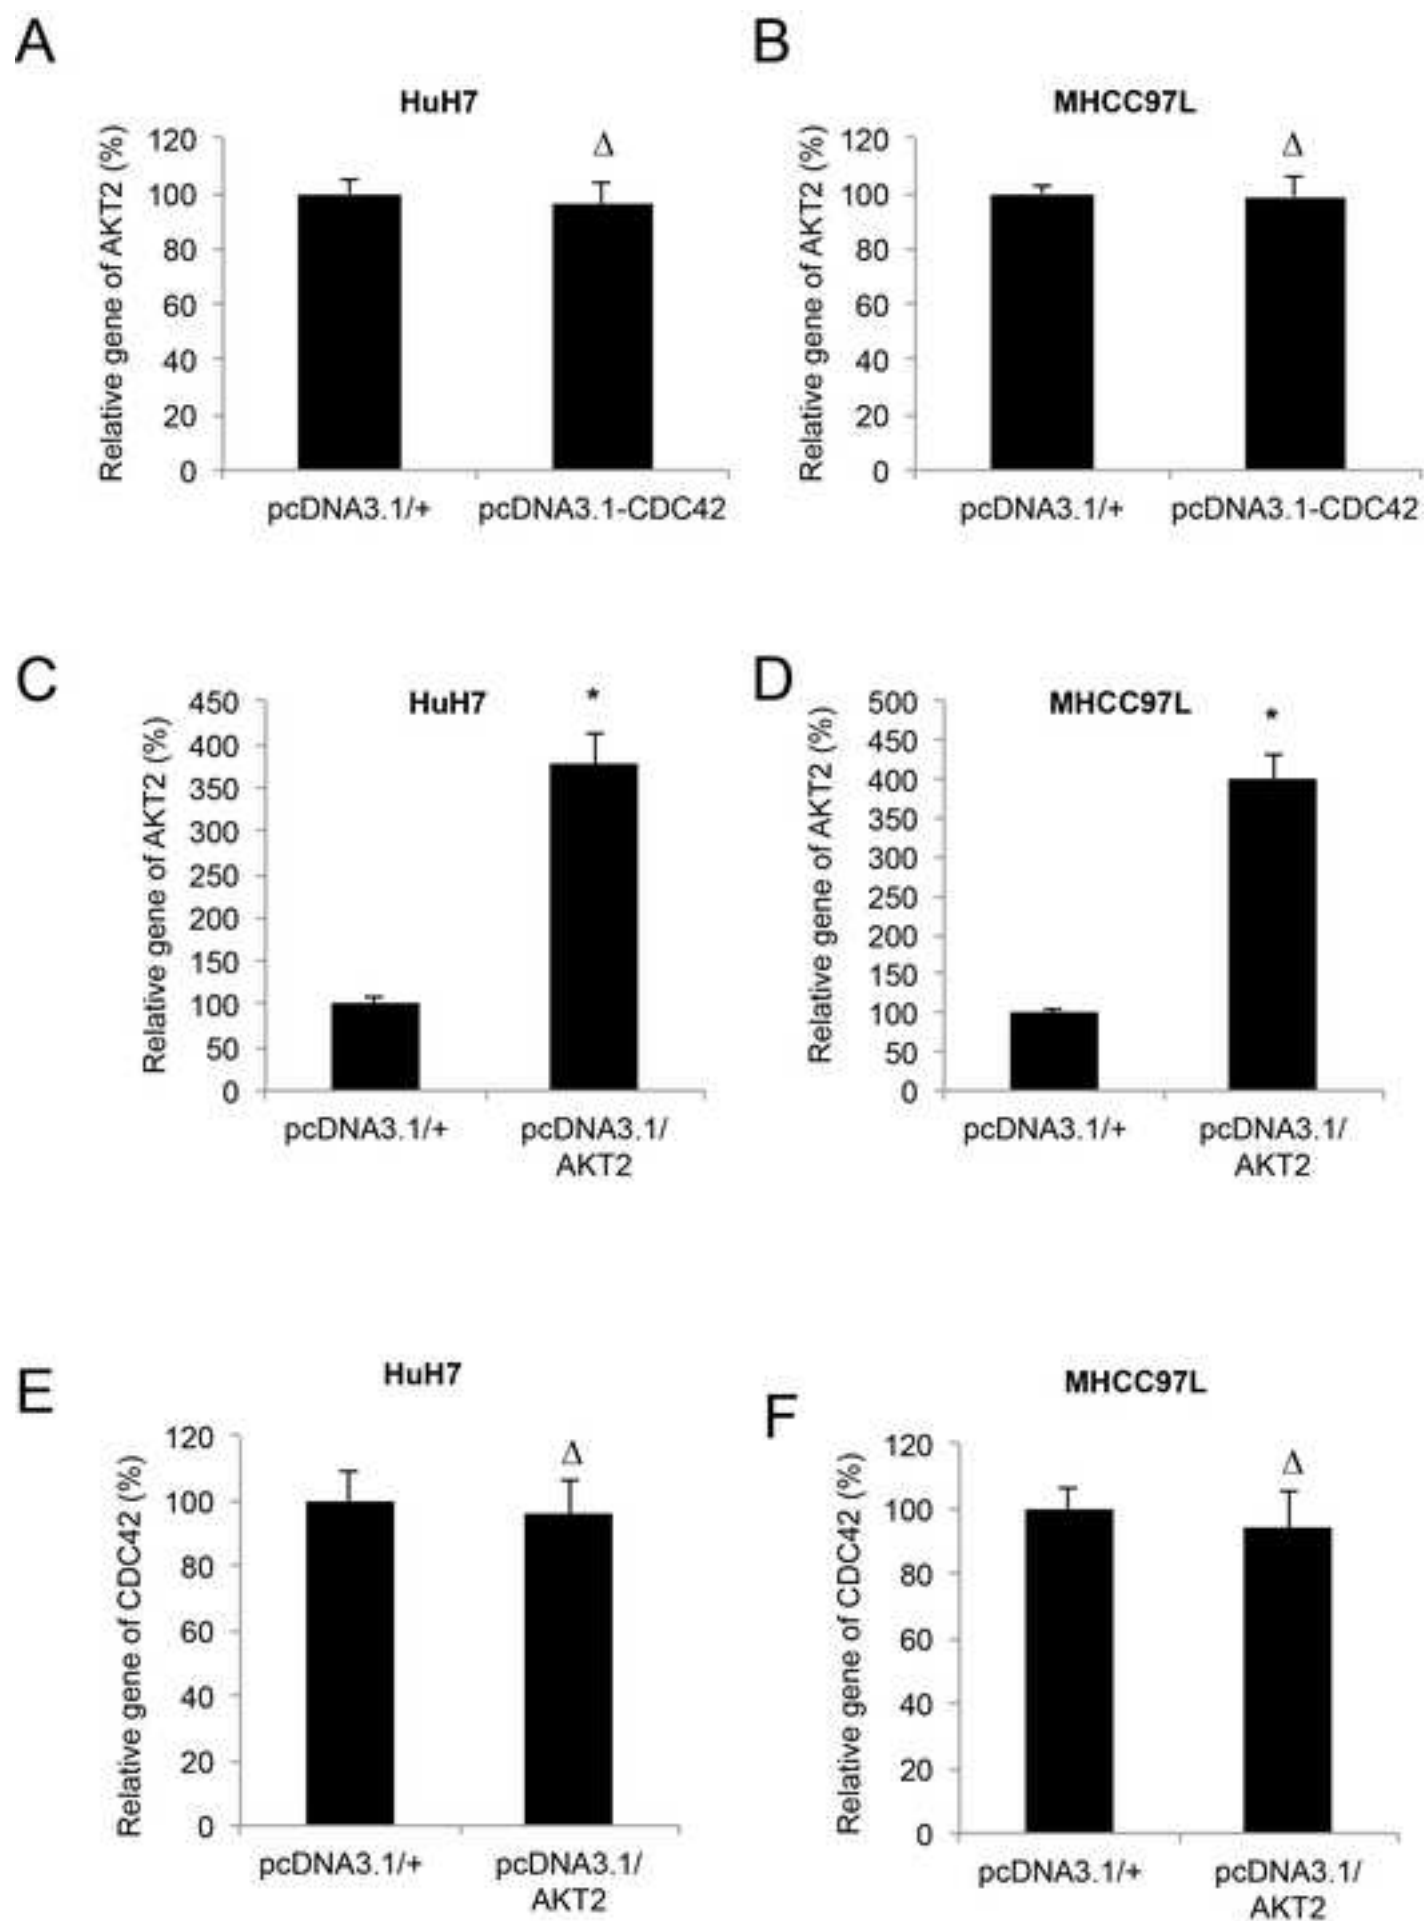 A
HuH7
Relative gene of AKT2 (%)
120
100
80
60
40
20
0
Δ
pcDNA3.1/+
pcDNA3.1-CDC42
B
MHCC97L
Relative gene of AKT2 (%)
120
100
80
60
40
20
0
Δ
pcDNA3.1/+
pcDNA3.1-CDC42
C
HuH7
Relative gene of AKT2 (%)
450
400
350
300
250
200
150
100
50
0
*
pcDNA3.1/+
pcDNA3.1/
AKT2
D
MHCC97L
Relative gene of AKT2 (%)
500
450
400
350
300
250
200
150
100
50
0
*
pcDNA3.1/+
pcDNA3.1/
AKT2
E
HuH7
Relative gene of CDC42 (%)
120
100
80
60
40
20
0
Δ
pcDNA3.1/+
pcDNA3.1/
AKT2
F
MHCC97L
Relative gene of CDC42 (%)
120
100
80
60
40
20
0
Δ
pcDNA3.1/+
pcDNA3.1/
AKT2